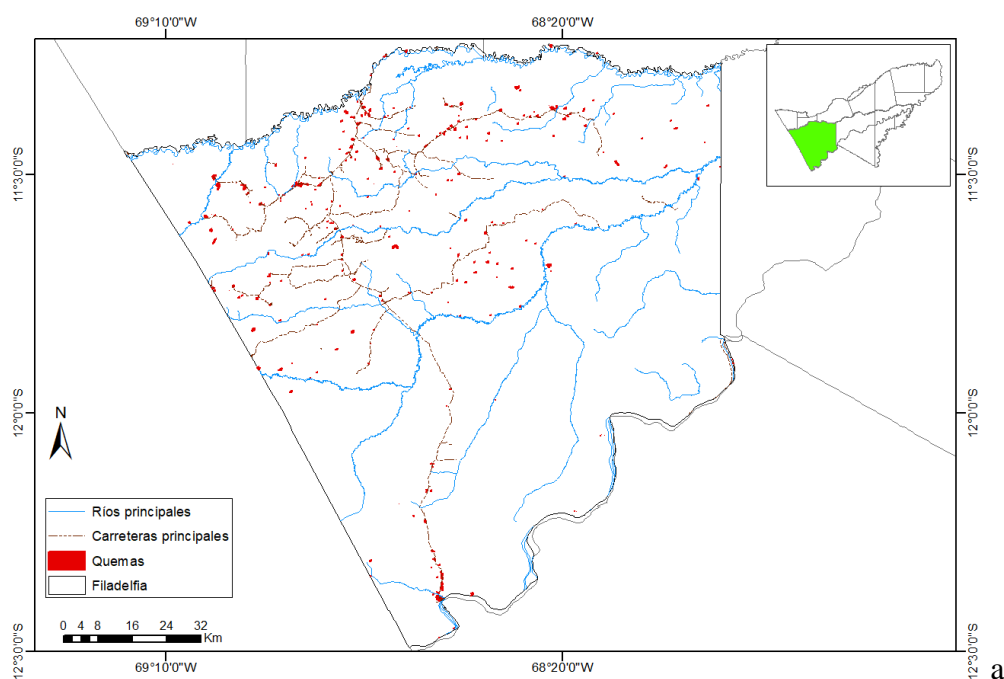 69°10'0"W 68°20'0"W
11°30'0"S 11°30'0"S
12°0'0"S 12°0'0"S
N
Ríos principales
Carreteras principales
Quemas
Filadelfia
0 4 8 16 24 32
Km
12°30'0"S 12°30'0"S
69°10'0"W 68°20'0"W
a